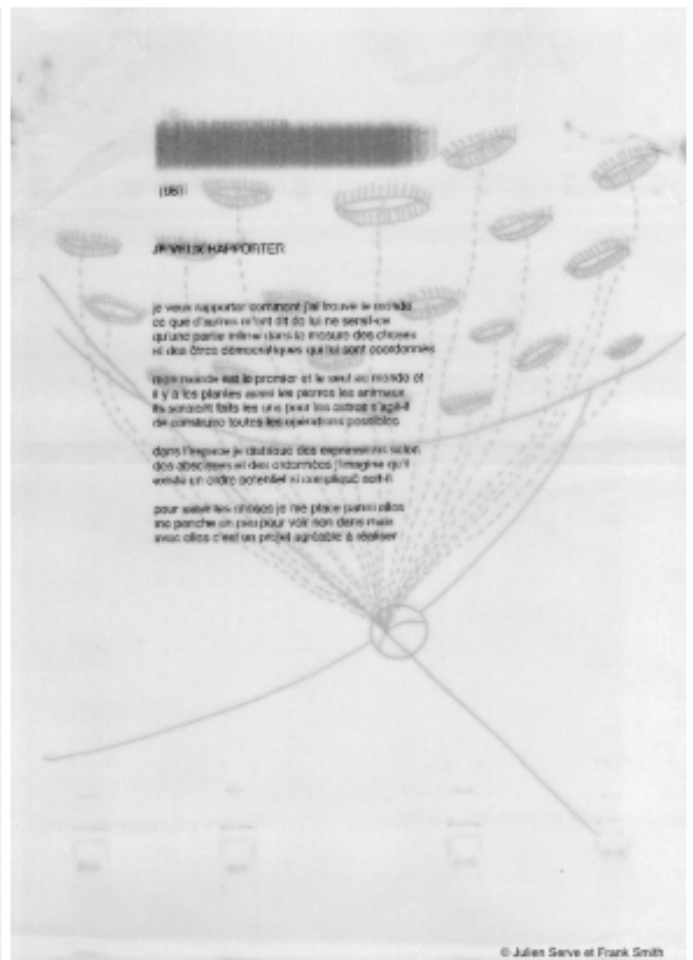 JE VEUX RAPPORTER
je veux rapporter comment j'ai trouvé le monde
ce que d'autres m'ont dit de lui ne serait-ce
qu'une partie infime dans la mesure des choses
et des êtres démocratiques qui lui sont coordonnés
mon monde est le premier et le seul au monde et
il y a les plantes aussi les pierres les animaux
ils seraient faits les uns pour les autres s'agit-il
de construire toutes les opérations possibles
dans l'espace je distribue des expressions selon
des abscisses et des ordonnées j'imagine qu'il
existe un ordre potentiel si compliqué soit-il
pour saisir les choses je me place parmi elles
me penche un peu pour voir non dans mais
avec elles c'est un projet agréable à réaliser
© Julien Serve et Frank Smith